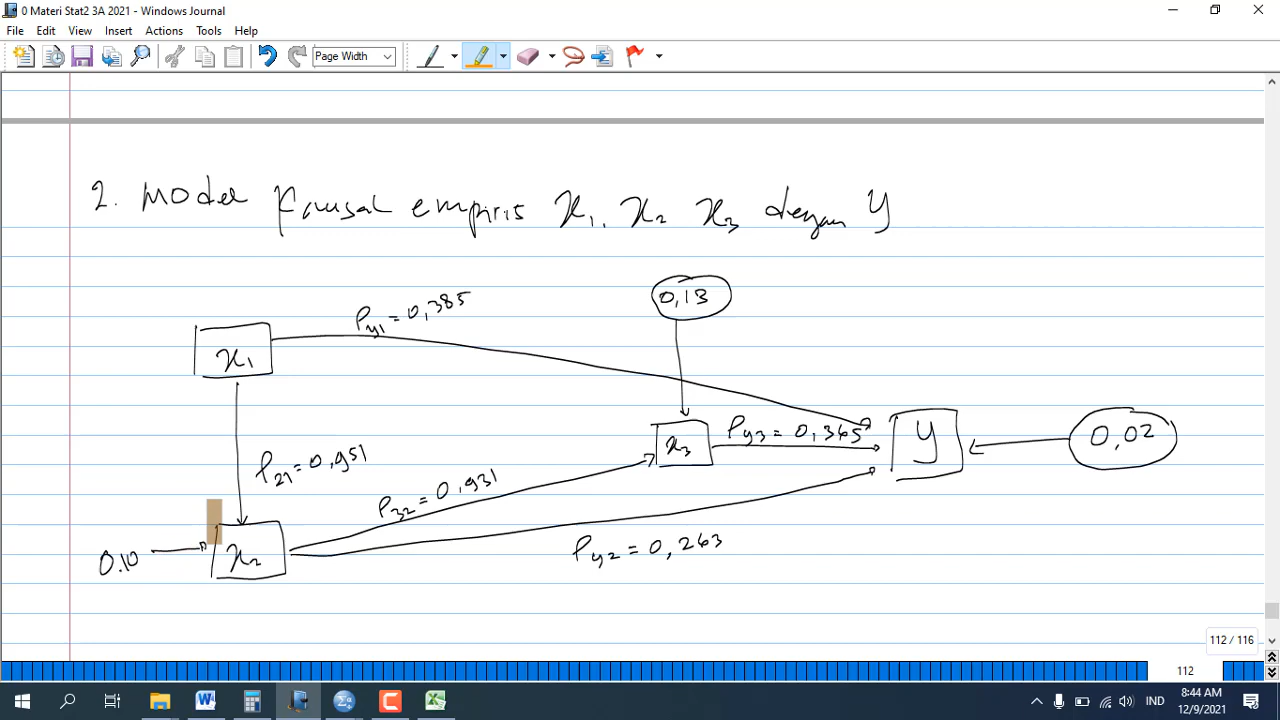 0 Materi Stat2 3A 2021 - Windows Journal
File Edit View Insert Actions Tools Help
Page Width
2. Model Kausal empiris x1, x2 x3 dengan y
0,13
ρy1 = 0,385
x1
x3
ρy3 = 0,365
y
0,02
ρ21 = 0,951
ρ32 = 0,931
0.10
x2
ρy2 = 0,263
112 / 116
112
IND
8:44 AM
12/9/2021